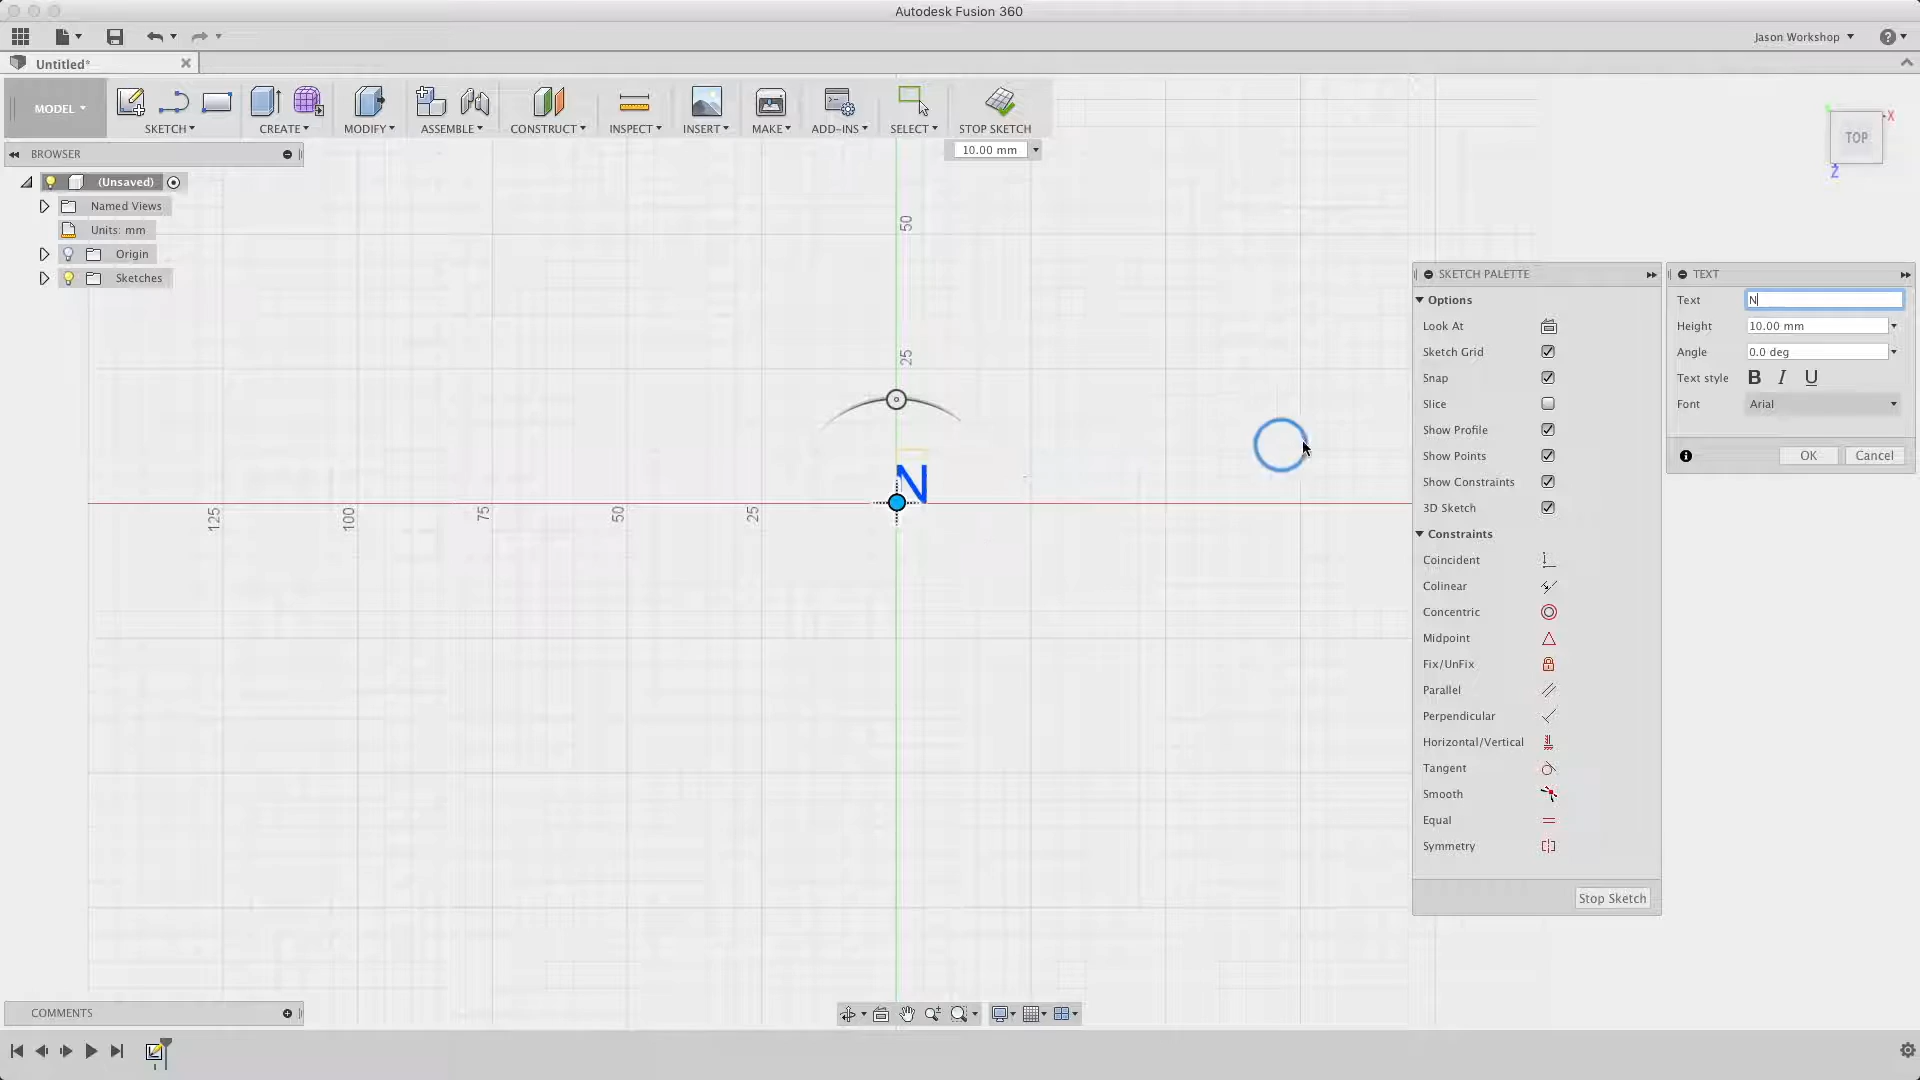 Autodesk Fusion 360
Jason Workshop
Untitled*
MODEL
SKETCH
CREATE
MODIFY
ASSEMBLE
CONSTRUCT
INSPECT
INSERT
MAKE
ADD-INS
SELECT
STOP SKETCH
10.00 mm
BROWSER
(Unsaved)
Named Views
Units: mm
Origin
Sketches
TOP
X
Z
50
25
N
125
100
75
50
25
SKETCH PALETTE
Options
Look At
Sketch Grid
Snap
Slice
Show Profile
Show Points
Show Constraints
3D Sketch
Constraints
Coincident
Colinear
Concentric
Midpoint
Fix/UnFix
Parallel
Perpendicular
Horizontal/Vertical
Tangent
Smooth
Equal
Symmetry
Stop Sketch
TEXT
Text N
Height 10.00 mm
Angle 0.0 deg
Text style B I U
Font Arial
OK Cancel
COMMENTS